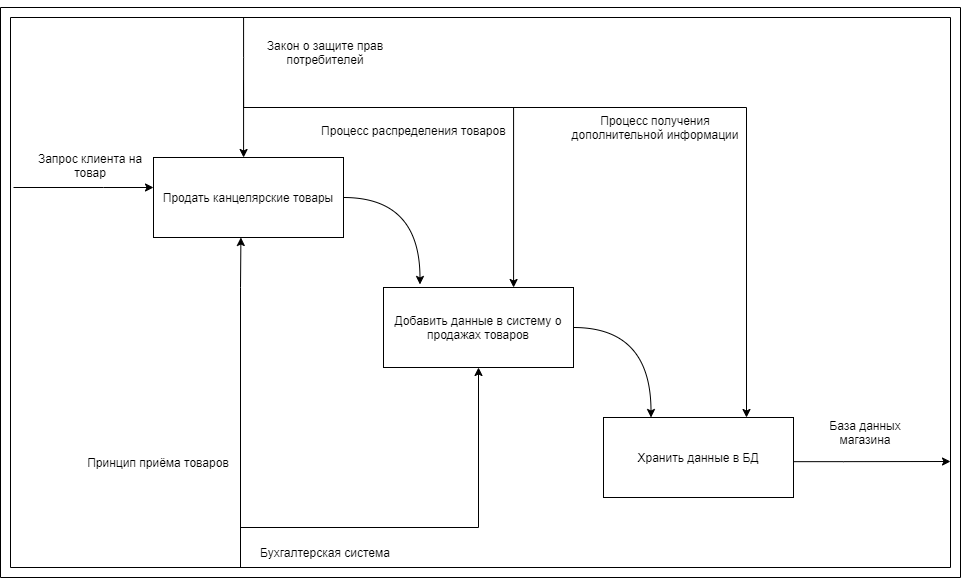 Закон о защите прав
потребителей
Процесс получения
дополнительной информации
Процесс распределения товаров
Запрос клиента на
товар
Продать канцелярские товары
Добавить данные в систему о
продажах товаров
База данных
магазина
Хранить данные в БД
Принцип приёма товаров
Бухгалтерская система